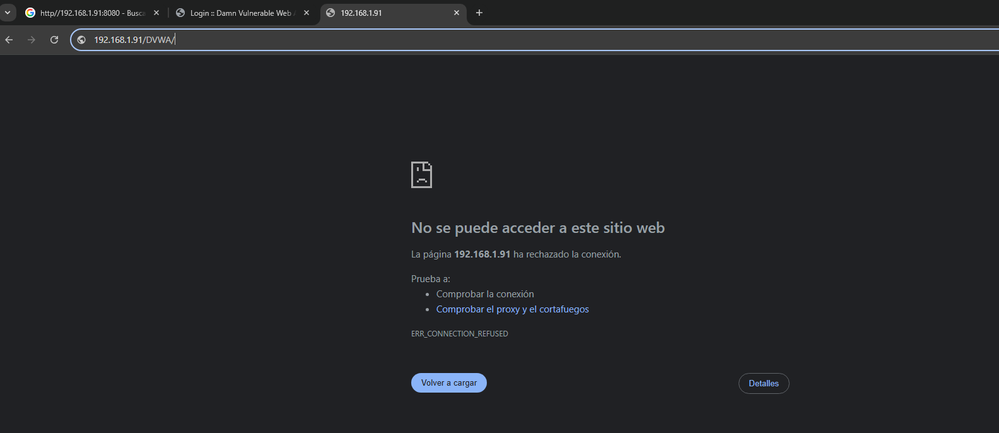 http//192.168.1.91:8080 - Busca
Login :: Damn Vulnerable Web
192.168.1.91
192.168.1.91/DVWA/
No se puede acceder a este sitio web
La página 192.168.1.91 ha rechazado la conexión.
Prueba a:
Comprobar la conexión
Comprobar el proxy y el cortafuegos
ERR_CONNECTION_REFUSED
Volver a cargar
Detalles